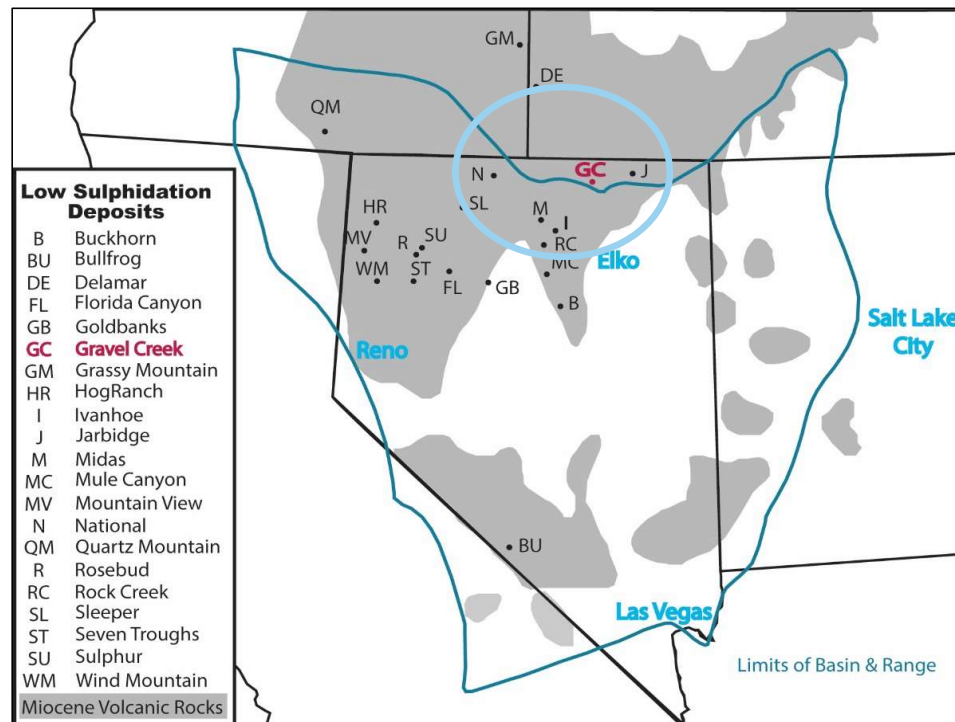 Low Sulphidation
Deposits
B Buckhorn
BU Bullfrog
DE Delamar
FL Florida Canyon
GB Goldbanks
GC Gravel Creek
GM Grassy Mountain
HR HogRanch
I Ivanhoe
J Jarbidge
M Midas
MC Mule Canyon
MV Mountain View
N National
QM Quartz Mountain
R Rosebud
RC Rock Creek
SL Sleeper
ST Seven Troughs
SU Sulphur
WM Wind Mountain
Miocene Volcanic Rocks
GM
DE
QM
N
GC
J
SL
HR
M
I
MV
R
SU
RC
WM
ST
FL
GB
MC
Elko
B
Reno
Salt Lake
City
BU
Las Vegas
Limits of Basin & Range